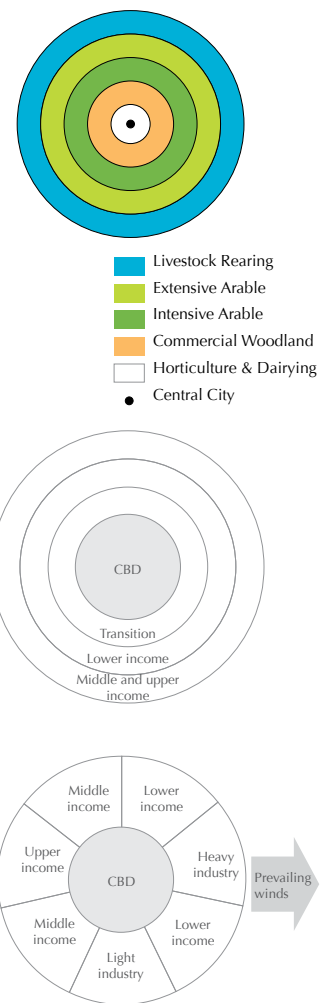 Livestock Rearing
Extensive Arable
Intensive Arable
Commercial Woodland
Horticulture & Dairying
Central City
CBD
Transition
Lower income
Middle and upper
income
Middle
income
Lower
income
Upper
income
CBD
Heavy
industry
Prevailing
winds
Middle
income
Lower
income
Light
industry